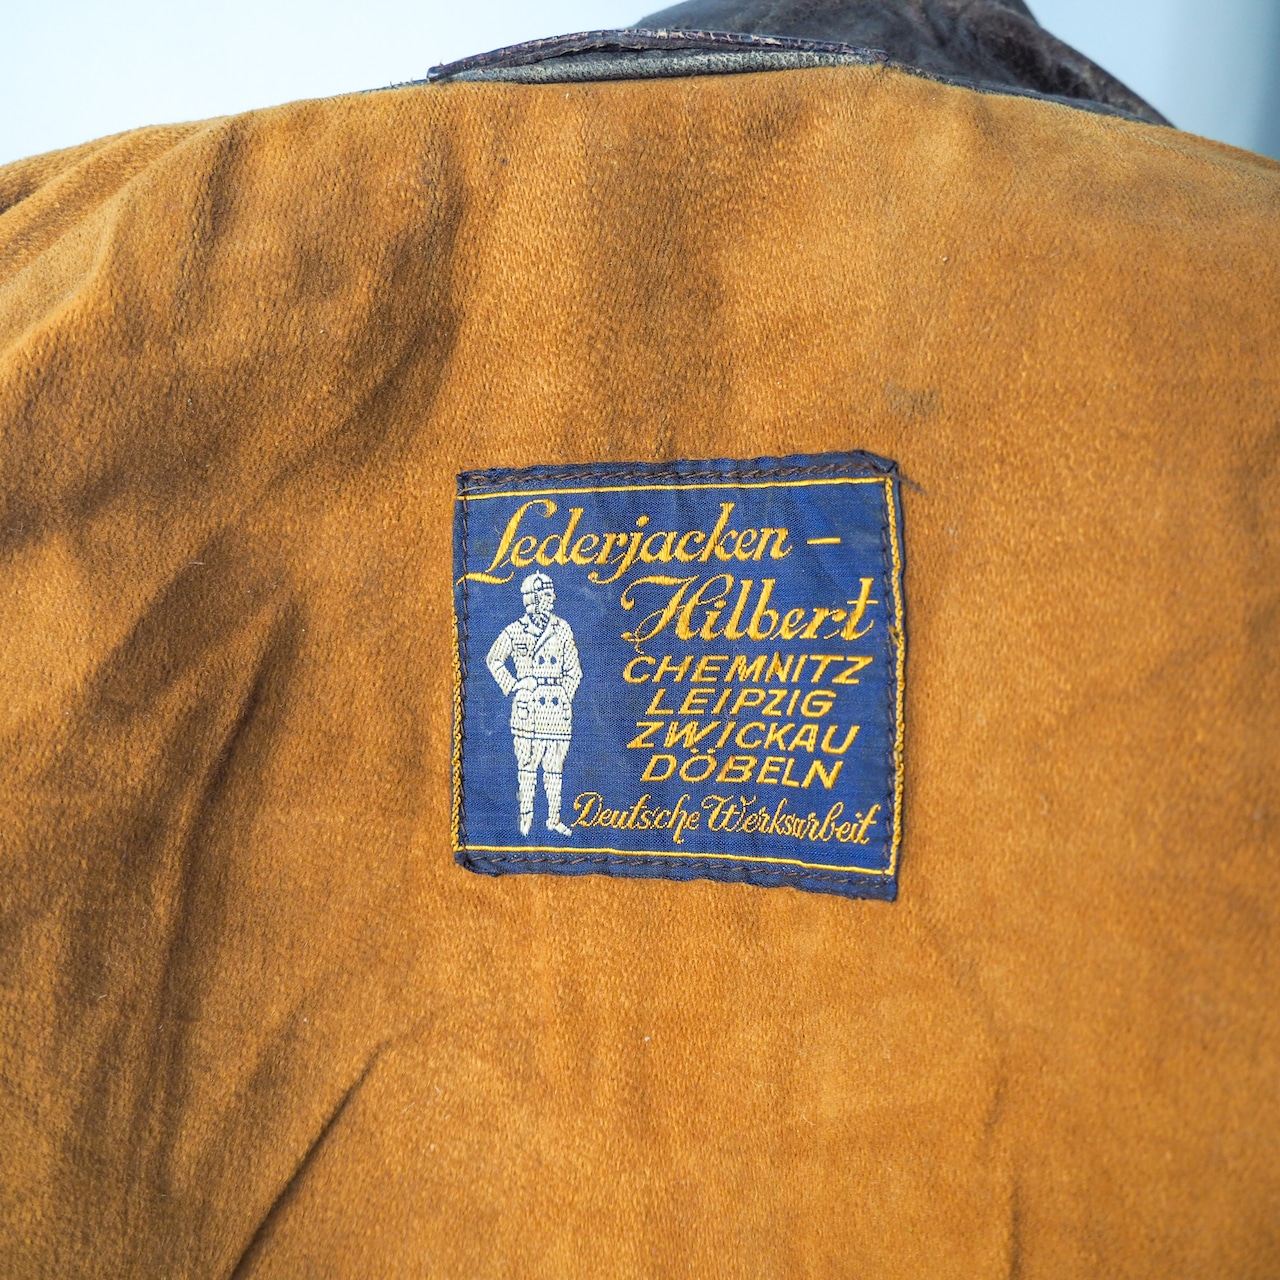 Lederjacken -
Hilbert
CHEMNITZ
LEIPZIG
ZWICKAU
DÖBELN
Deutsche Werksarbeit